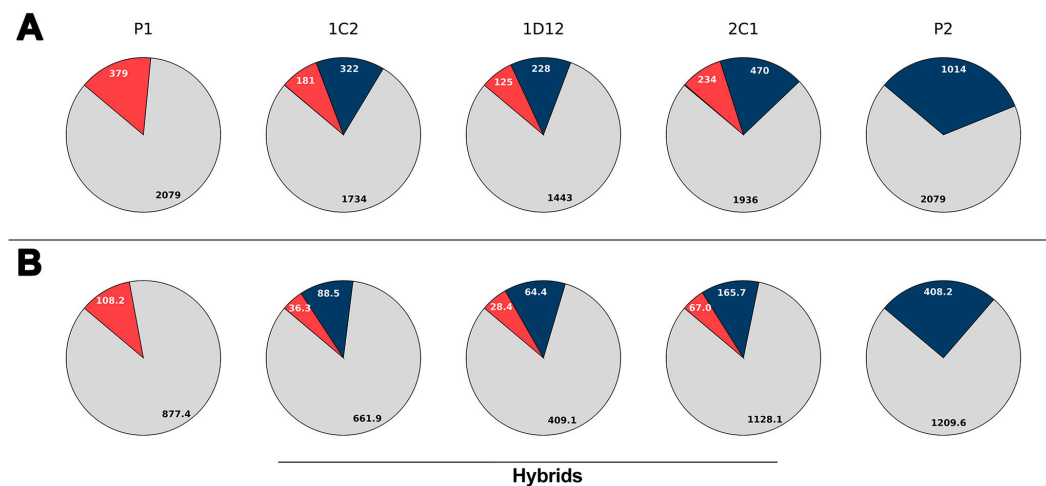 A
P1 1C2 1D12 2C1 P2
379 181 322 125 228 234 470 1014
2079 1734 1443 1936 2079
B
108.2 36.3 88.5 28.4 64.4 67.0 165.7 408.2
877.4 661.9 409.1 1128.1 1209.6
Hybrids